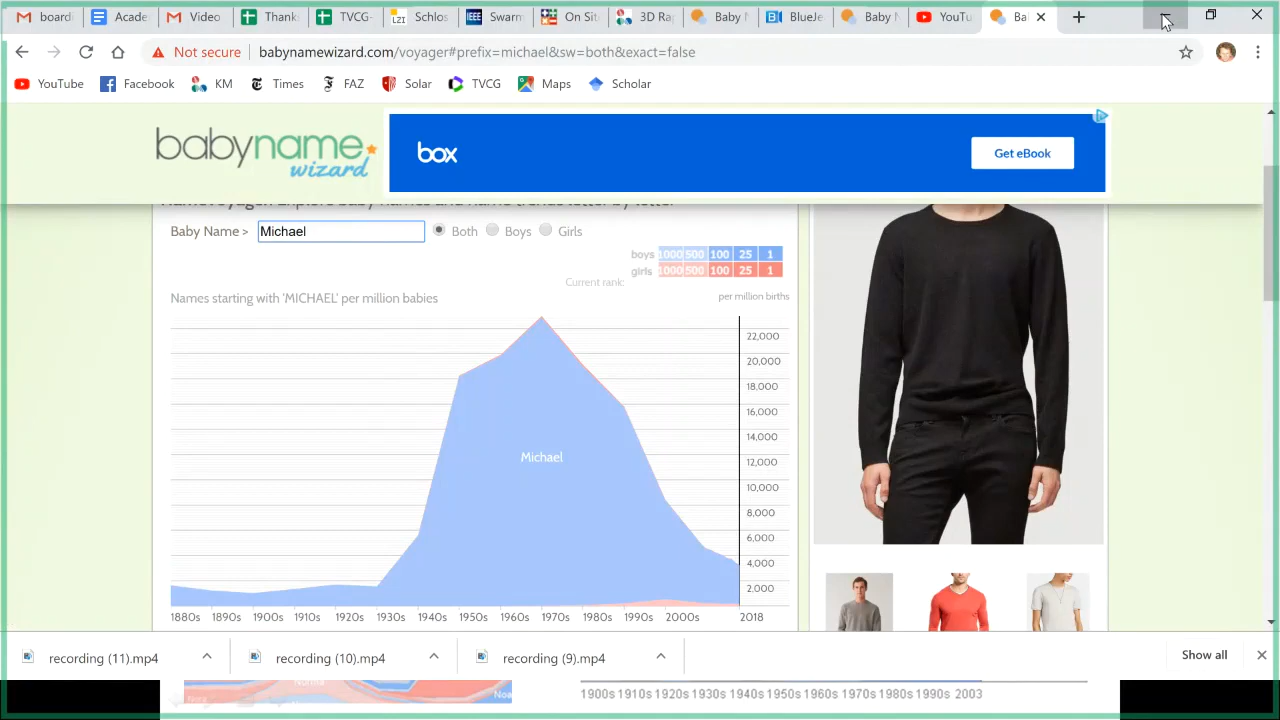 boardi
Acade
Video
Thank
TVCG-
Schlos
Swarm
On Site
3D Rap
Baby N
BlueJe
Baby N
YouTu
Bal
Not secure
babynamewizard.com/voyager#prefix=michael&sw=both&exact=false
YouTube
Facebook
KM
Times
FAZ
Solar
TVCG
Maps
Scholar
babyname
wizard
box
Get eBook
Baby Name >
Michael
Both
Boys
Girls
boys 1000 500 100 25 1
girls 1000 500 100 25 1
Current rank:
Names starting with 'MICHAEL' per million babies
per million births
22,000
20,000
18,000
16,000
14,000
12,000
10,000
8,000
6,000
4,000
2,000
Michael
1880s 1890s 1900s 1910s 1920s 1930s 1940s 1950s 1960s 1970s 1980s 1990s 2000s 2018
recording (11).mp4
recording (10).mp4
recording (9).mp4
Show all
Nora
Noa
1900s 1910s 1920s 1930s 1940s 1950s 1960s 1970s 1980s 1990s 2003